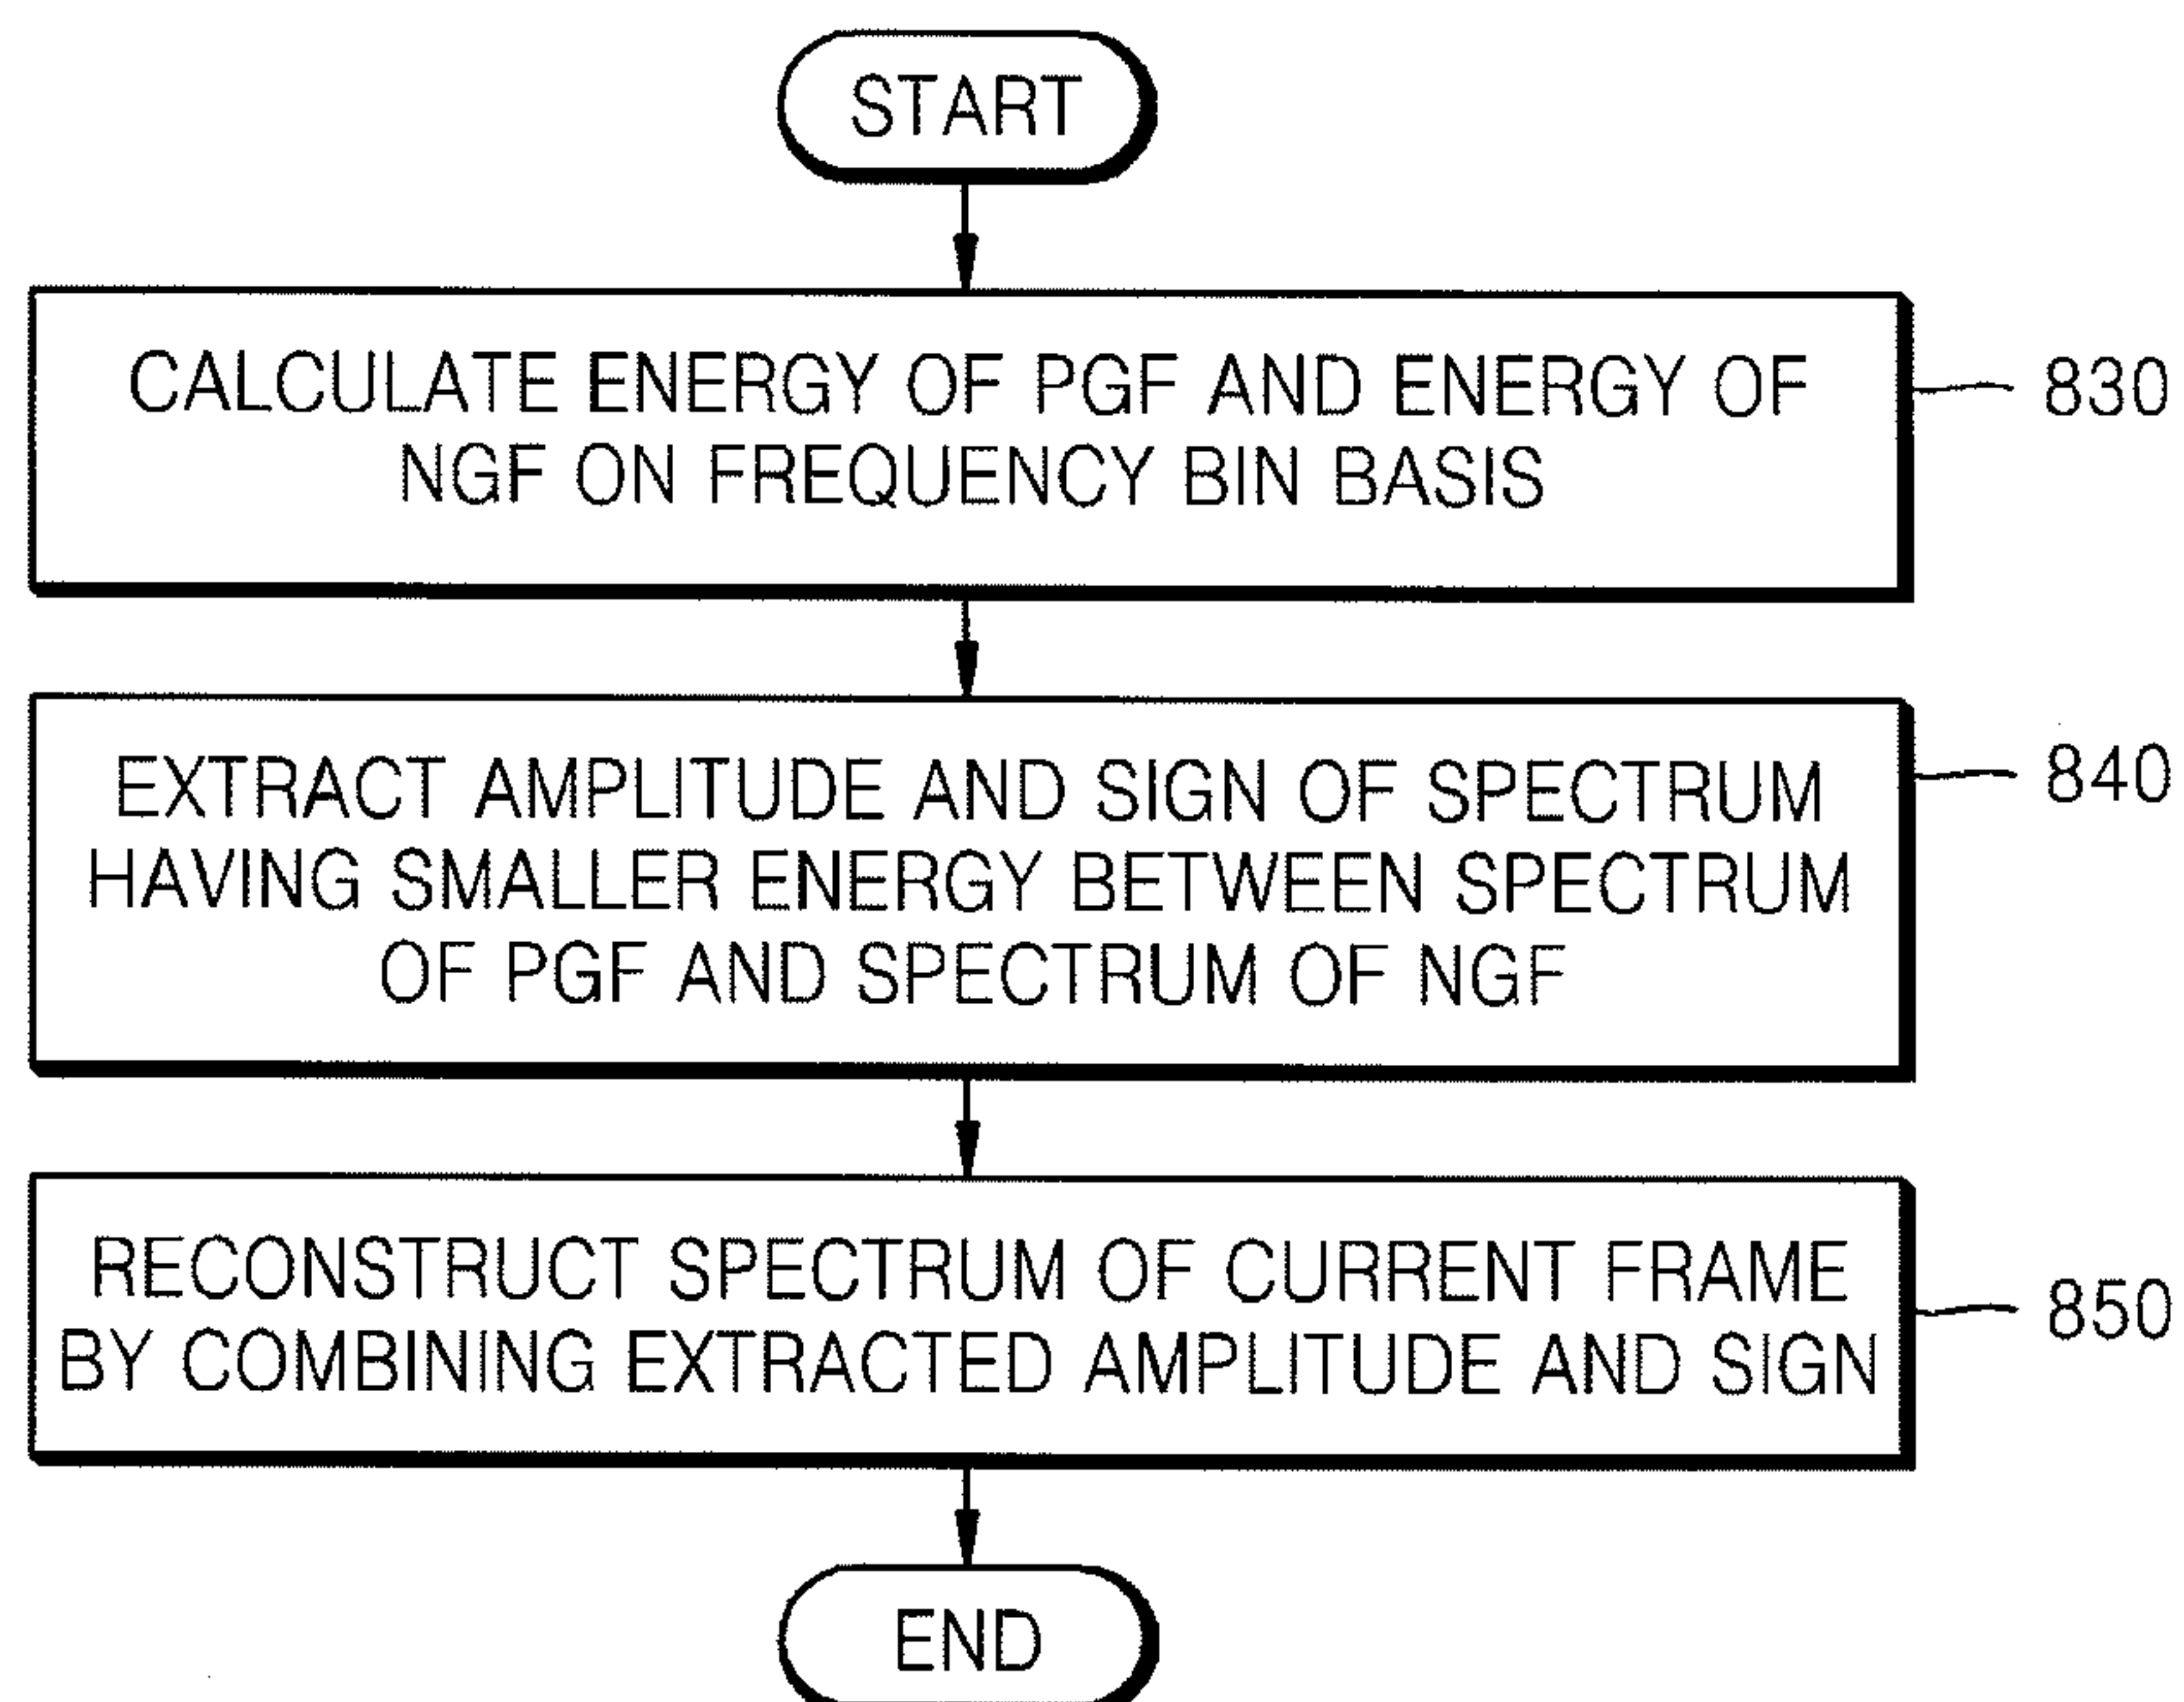 START
CALCULATE ENERGY OF PGF AND ENERGY OF
NGF ON FREQUENCY BIN BASIS
830
EXTRACT AMPLITUDE AND SIGN OF SPECTRUM
HAVING SMALLER ENERGY BETWEEN SPECTRUM
OF PGF AND SPECTRUM OF NGF
840
RECONSTRUCT SPECTRUM OF CURRENT FRAME
BY COMBINING EXTRACTED AMPLITUDE AND SIGN
850
END